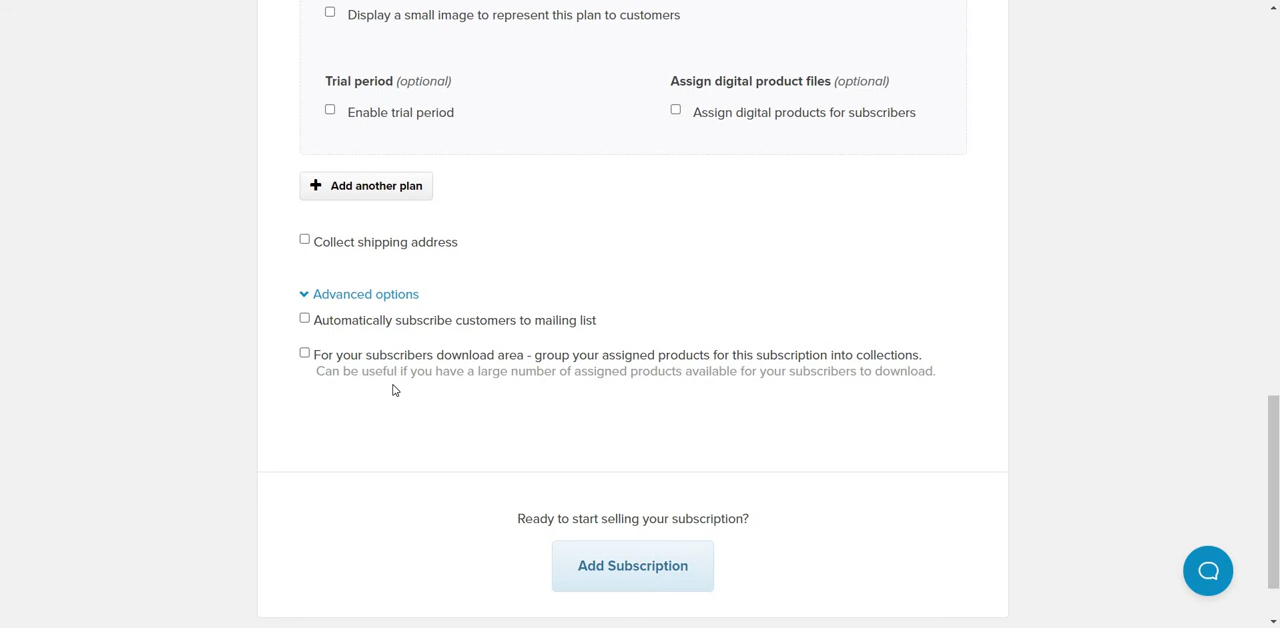 Display a small image to represent this plan to customers
Trial period (optional)
Assign digital product files (optional)
Enable trial period
Assign digital products for subscribers
Add another plan
Collect shipping address
Advanced options
Automatically subscribe customers to mailing list
For your subscribers download area - group your assigned products for this subscription into collections.
Can be useful if you have a large number of assigned products available for your subscribers to download.
Ready to start selling your subscription?
Add Subscription